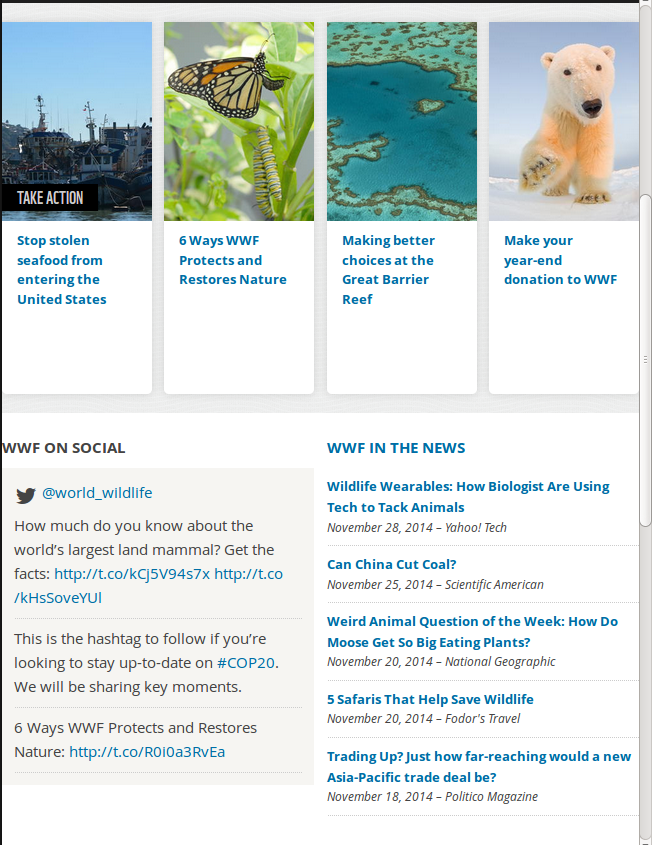 TAKE ACTION
Stop stolen
seafood from
entering the
United States
6 Ways WWF
Protects and
Restores Nature
Making better
choices at the
Great Barrier
Reef
Make your
year-end
donation to WWF
WWF ON SOCIAL
@world_wildlife
How much do you know about the
world’s largest land mammal? Get the
facts: http://t.co/kCj5V94s7x http://t.co
/kHsSoveYUl
This is the hashtag to follow if you’re
looking to stay up-to-date on #COP20.
We will be sharing key moments.
6 Ways WWF Protects and Restores
Nature: http://t.co/R0i0a3RvEa
WWF IN THE NEWS
Wildlife Wearables: How Biologist Are Using
Tech to Tack Animals
November 28, 2014 – Yahoo! Tech
Can China Cut Coal?
November 25, 2014 – Scientific American
Weird Animal Question of the Week: How Do
Moose Get So Big Eating Plants?
November 20, 2014 – National Geographic
5 Safaris That Help Save Wildlife
November 20, 2014 – Fodor's Travel
Trading Up? Just how far-reaching would a new
Asia-Pacific trade deal be?
November 18, 2014 – Politico Magazine